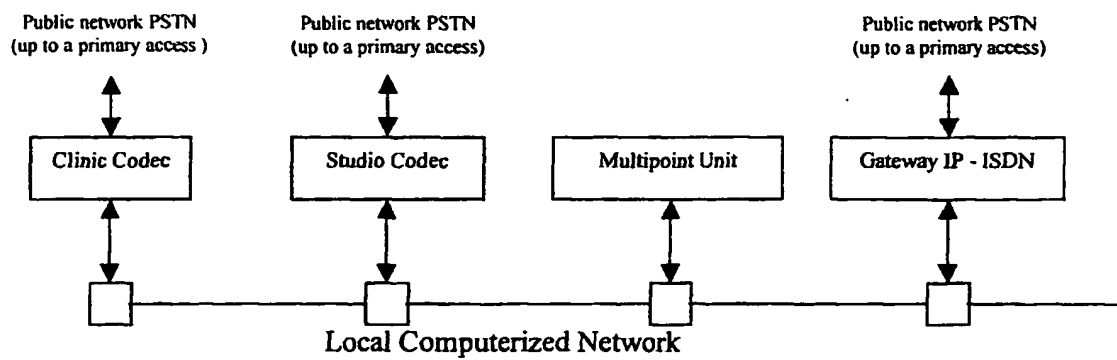 Public network PSTN
(up to a primary access )
Public network PSTN
(up to a primary access)
Public network PSTN
(up to a primary access)
Clinic Codec
Studio Codec
Multipoint Unit
Gateway IP - ISDN
Local Computerized Network